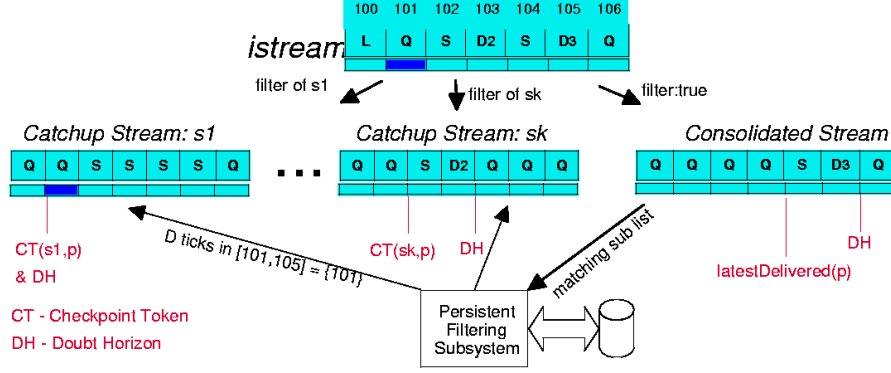 100 101 102 103 104 105 106
istream L Q S D2 S D3 Q
filter of s1 filter of sk filter:true
Catchup Stream: s1 Catchup Stream: sk Consolidated Stream
Q Q S S S S Q ... Q Q S D2 Q Q Q Q Q Q Q S D3 Q
CT(s1,p)
& DH
D ticks in [101,105] = {101}
CT(sk,p)
DH
matching sub list
latestDelivered(p)
DH
CT - Checkpoint Token
DH - Doubt Horizon
Persistent
Filtering
Subsystem